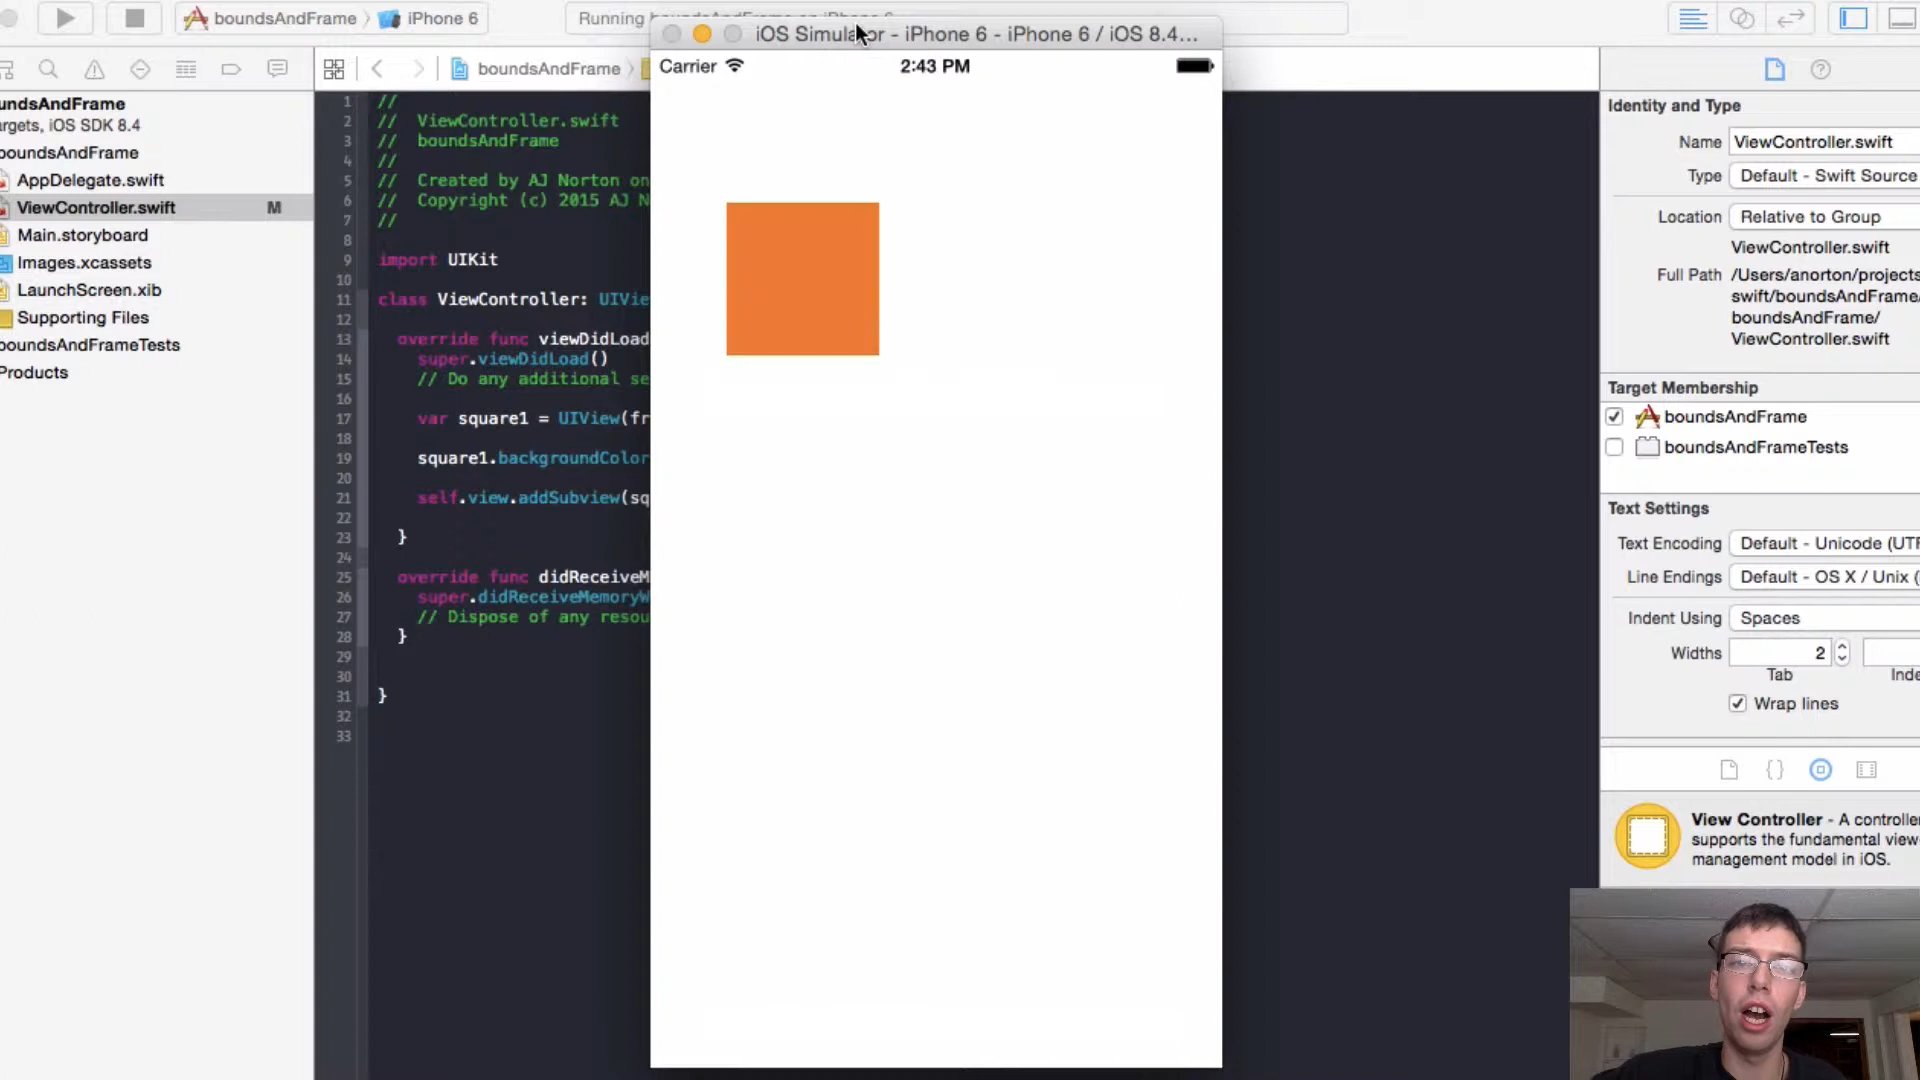 boundsAndFrame
iPhone 6
Running boundsAndFrame on iPhone 6
iOS Simulator - iPhone 6 - iPhone 6 / iOS 8.4...
boundsAndFrame
Carrier
2:43 PM
undsAndFrame
argets, iOS SDK 8.4
boundsAndFrame
AppDelegate.swift
ViewController.swift
M
Main.storyboard
Images.xcassets
LaunchScreen.xib
Supporting Files
boundsAndFrameTests
Products
1 //
2 // ViewController.swift
3 // boundsAndFrame
4 //
5 // Created by AJ Norton on
6 // Copyright (c) 2015 AJ N
7 //
8
9 import UIKit
10
11 class ViewController: UIVie
12
13 override func viewDidLoad
14 super.viewDidLoad()
15 // Do any additional se
16
17 var square1 = UIView(fr
18
19 square1.backgroundColor
20
21 self.view.addSubview(sq
22
23 }
24
25 override func didReceiveM
26 super.didReceiveMemoryW
27 // Dispose of any resou
28 }
29
30
31 }
32
33
Identity and Type
Name ViewController.swift
Type Default - Swift Source
Location Relative to Group
ViewController.swift
Full Path /Users/anorton/projects
swift/boundsAndFrame/
boundsAndFrame/
ViewController.swift
Target Membership
boundsAndFrame
boundsAndFrameTests
Text Settings
Text Encoding Default - Unicode (UTF
Line Endings Default - OS X / Unix (
Indent Using Spaces
Widths 2
Tab Inde
Wrap lines
View Controller - A controller
supports the fundamental view
management model in iOS.